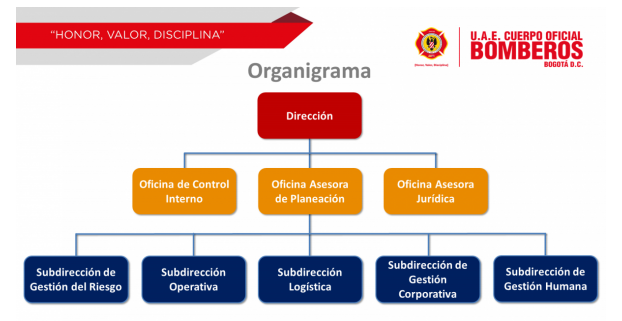 “HONOR, VALOR, DISCIPLINA”
U.A.E. CUERPO OFICIAL
BOMBEROS
BOGOTÁ D.C.
Organigrama
Dirección
Oficina de Control
Interno
Oficina Asesora
de Planeación
Oficina Asesora
Jurídica
Subdirección de
Gestión del Riesgo
Subdirección
Operativa
Subdirección
Logística
Subdirección de
Gestión
Corporativa
Subdirección de
Gestión Humana